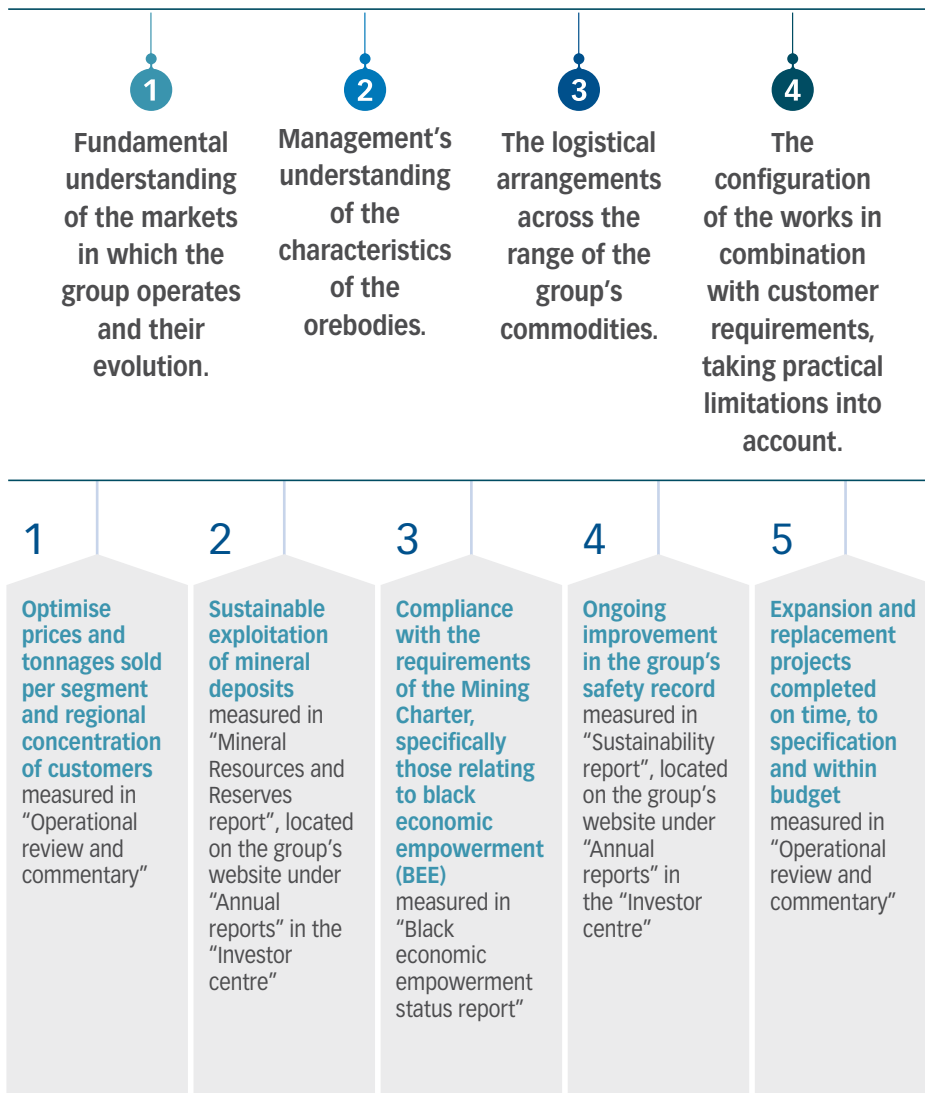 1
Fundamental
understanding
of the markets
in which the
group operates
and their
evolution.
2
Management’s
understanding
of the
characteristics
of the
orebodies.
3
The logistical
arrangements
across the
range of the
group’s
commodities.
4
The
configuration
of the works in
combination
with customer
requirements,
taking practical
limitations into
account.
1
Optimise
prices and
tonnages sold
per segment
and regional
concentration
of customers
measured in
“Operational
review and
commentary”
2
Sustainable
exploitation
of mineral
deposits
measured in
“Mineral
Resources and
Reserves
report”, located
on the group’s
website under
“Annual
reports” in the
“Investor
centre”
3
Compliance
with the
requirements
of the Mining
Charter,
specifically
those relating
to black
economic
empowerment
(BEE)
measured in
“Black
economic
empowerment
status report”
4
Ongoing
improvement
in the group’s
safety record
measured in
“Sustainability
report”, located
on the group’s
website under
“Annual
reports” in
the “Investor
centre”
5
Expansion and
replacement
projects
completed
on time, to
specification
and within
budget
measured in
“Operational
review and
commentary”